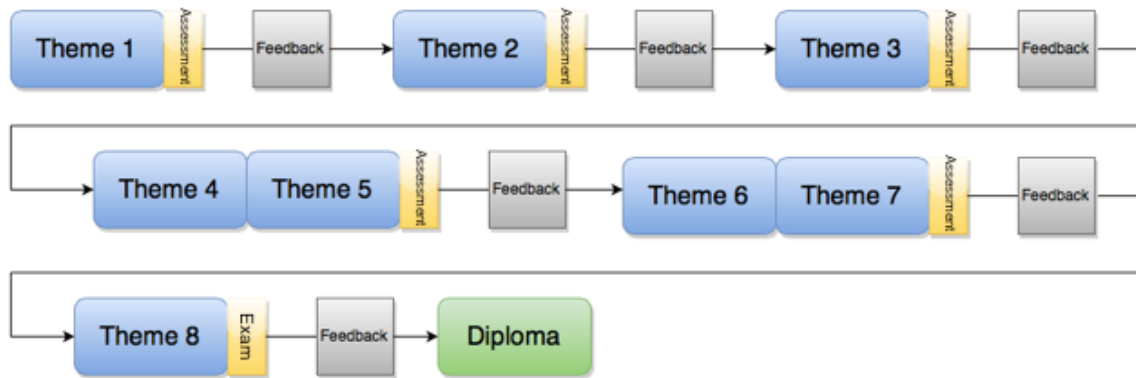 Theme 1
Assessment
Feedback
Theme 2
Assessment
Feedback
Theme 3
Assessment
Feedback
Theme 4
Theme 5
Assessment
Feedback
Theme 6
Theme 7
Assessment
Feedback
Theme 8
Exam
Feedback
Diploma